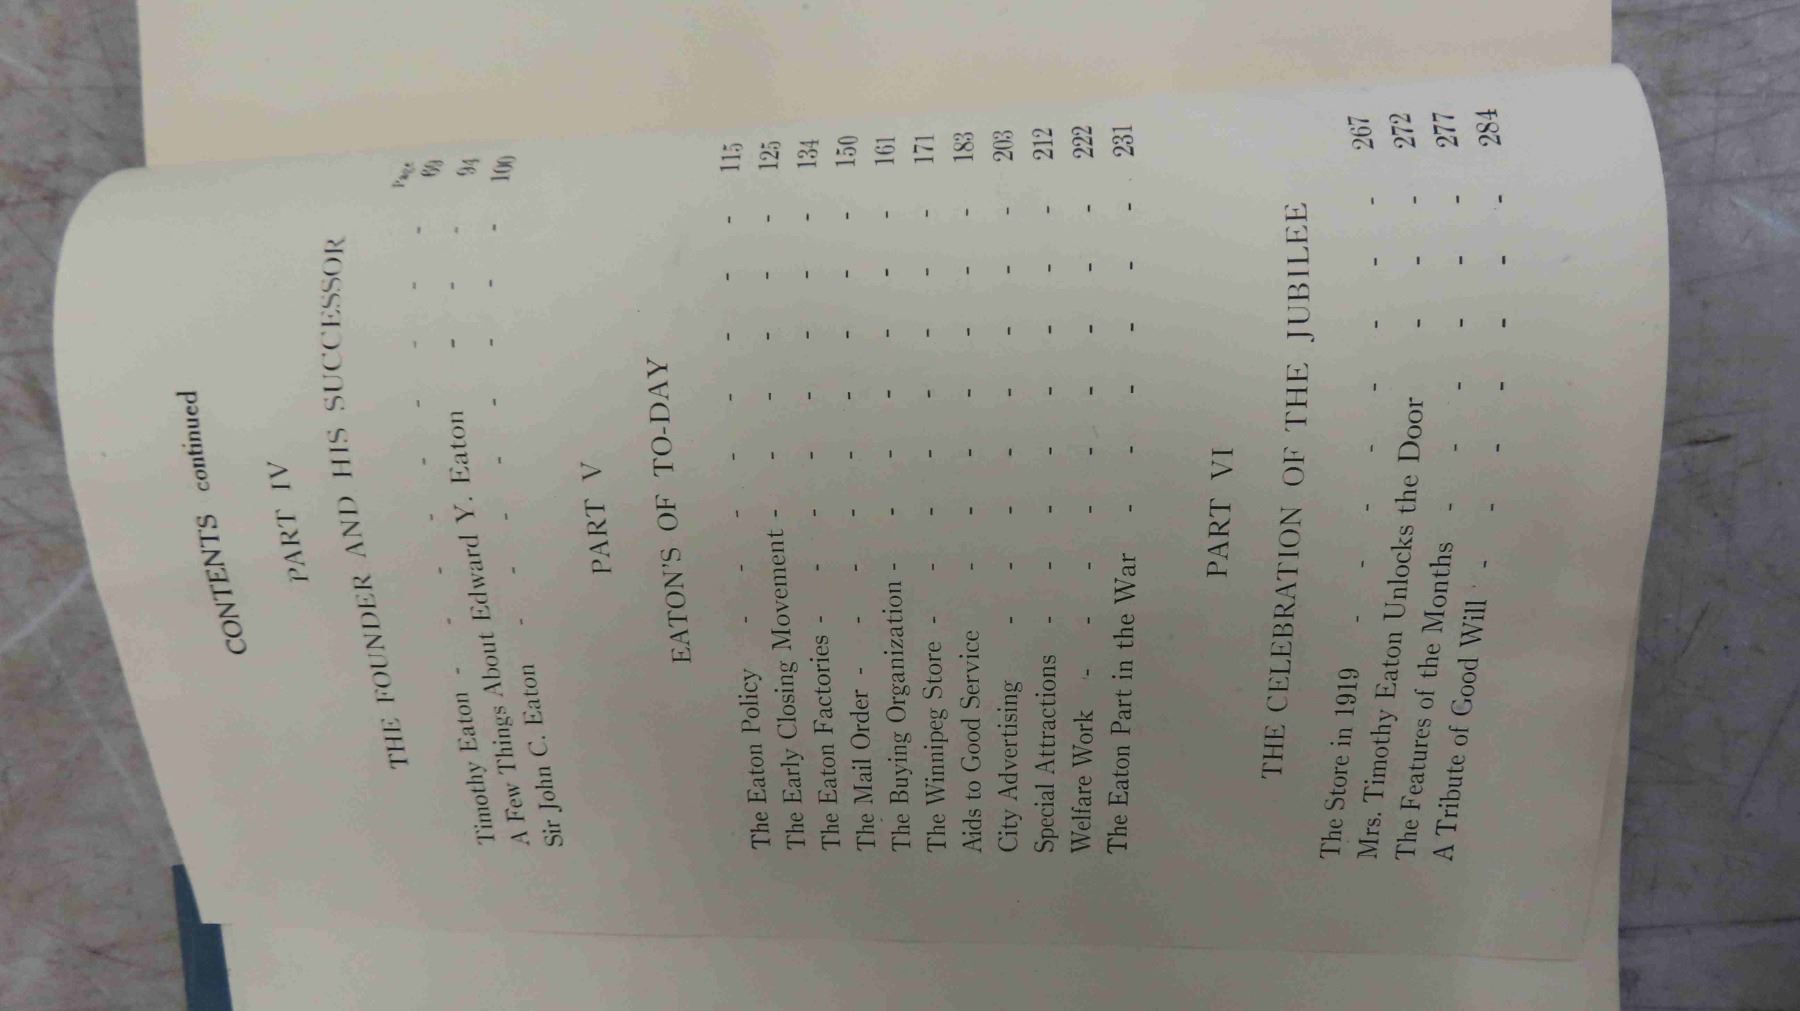 CONTENTS continued
PART IV
THE FOUNDER AND HIS SUCCESSOR
Page
Timothy Eaton - - - - - - - - 69
A Few Things About Edward Y. Eaton - - - 94
Sir John C. Eaton - - - - - - - 100
PART V
EATON'S OF TO-DAY
The Eaton Policy - - - - - - - - 115
The Early Closing Movement - - - - - - 125
The Eaton Factories - - - - - - - - 134
The Mail Order - - - - - - - - - 150
The Buying Organization - - - - - - - 161
The Winnipeg Store - - - - - - - - 171
Aids to Good Service - - - - - - - 183
City Advertising - - - - - - - - 203
Special Attractions - - - - - - - - 212
Welfare Work - - - - - - - - - 222
The Eaton Part in the War - - - - - - 231
PART VI
THE CELEBRATION OF THE JUBILEE
The Store in 1919 - - - - - - - - 267
Mrs. Timothy Eaton Unlocks the Door - - - 272
The Features of the Months - - - - - - 277
A Tribute of Good Will - - - - - - - 284